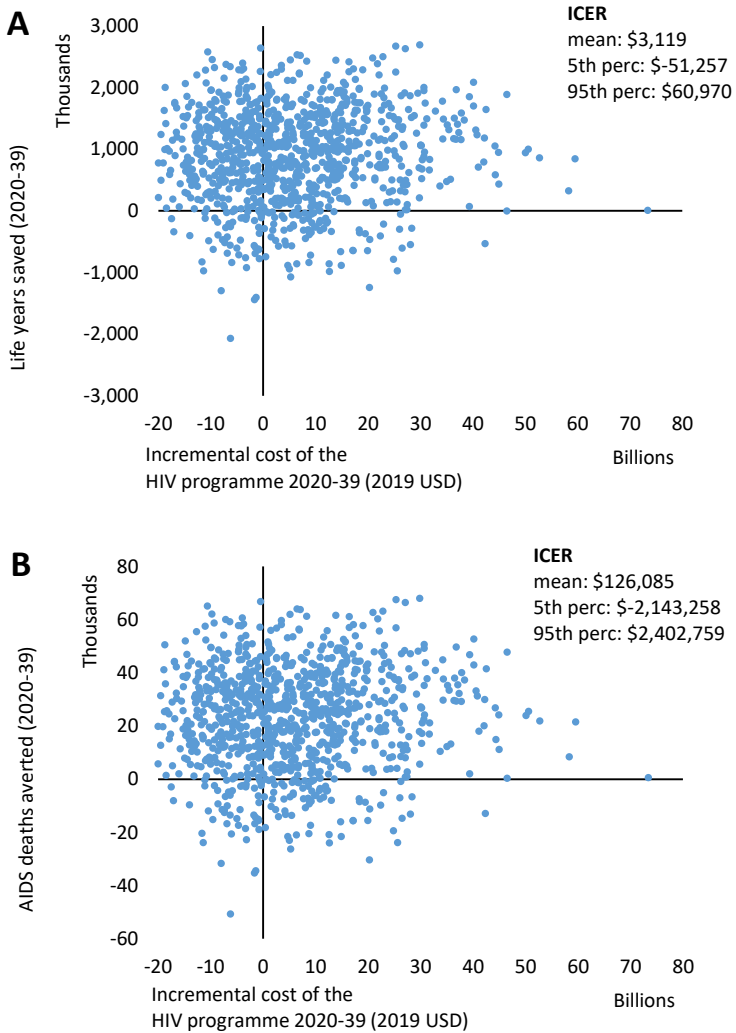 A
ICER
mean: $3,119
5th perc: $-51,257
95th perc: $60,970
Thousands
Life years saved (2020-39)
3,000
2,000
1,000
0
-1,000
-2,000
-3,000
-20 -10 0 10 20 30 40 50 60 70 80
Incremental cost of the
HIV programme 2020-39 (2019 USD)
Billions
B
ICER
mean: $126,085
5th perc: $-2,143,258
95th perc: $2,402,759
Thousands
AIDS deaths averted (2020-39)
80
60
40
20
0
-20
-40
-60
-20 -10 0 10 20 30 40 50 60 70 80
Incremental cost of the
HIV programme 2020-39 (2019 USD)
Billions